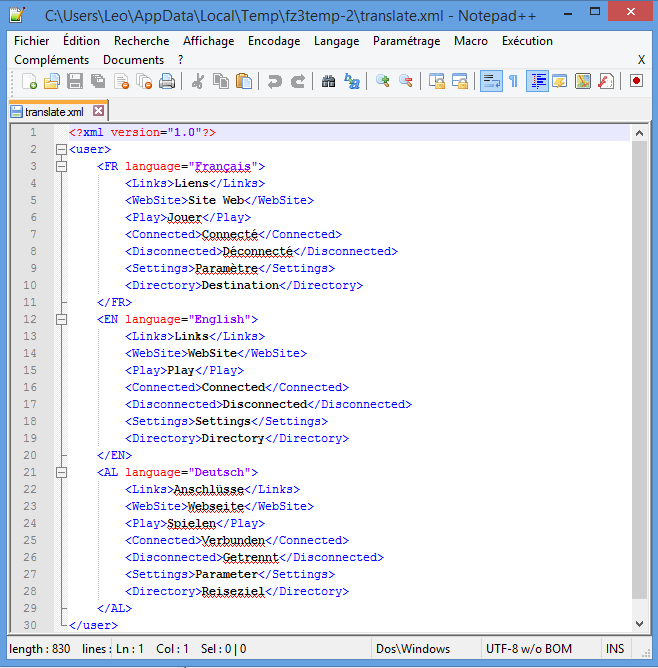 C:\Users\Leo\AppData\Local\Temp\fz3temp-2\translate.xml - Notepad++
Fichier Édition Recherche Affichage Encodage Langage Paramétrage Macro Exécution
Compléments Documents ? X
translate.xml
1 <?xml version="1.0"?>
2 <user>
3 <FR language="Français">
4 <Links>Liens</Links>
5 <WebSite>Site Web</WebSite>
6 <Play>Jouer</Play>
7 <Connected>Connecté</Connected>
8 <Disconnected>Déconnecté</Disconnected>
9 <Settings>Paramètre</Settings>
10 <Directory>Destination</Directory>
11 </FR>
12 <EN language="English">
13 <Links>Links</Links>
14 <WebSite>WebSite</WebSite>
15 <Play>Play</Play>
16 <Connected>Connected</Connected>
17 <Disconnected>Disconnected</Disconnected>
18 <Settings>Settings</Settings>
19 <Directory>Directory</Directory>
20 </EN>
21 <AL language="Deutsch">
22 <Links>Anschlüsse</Links>
23 <WebSite>Webseite</WebSite>
24 <Play>Spielen</Play>
25 <Connected>Verbunden</Connected>
26 <Disconnected>Getrennt</Disconnected>
27 <Settings>Parameter</Settings>
28 <Directory>Reiseziel</Directory>
29 </AL>
30 </user>
length : 830 lines : Ln : 1 Col : 1 Sel : 0 | 0 Dos\Windows UTF-8 w/o BOM INS